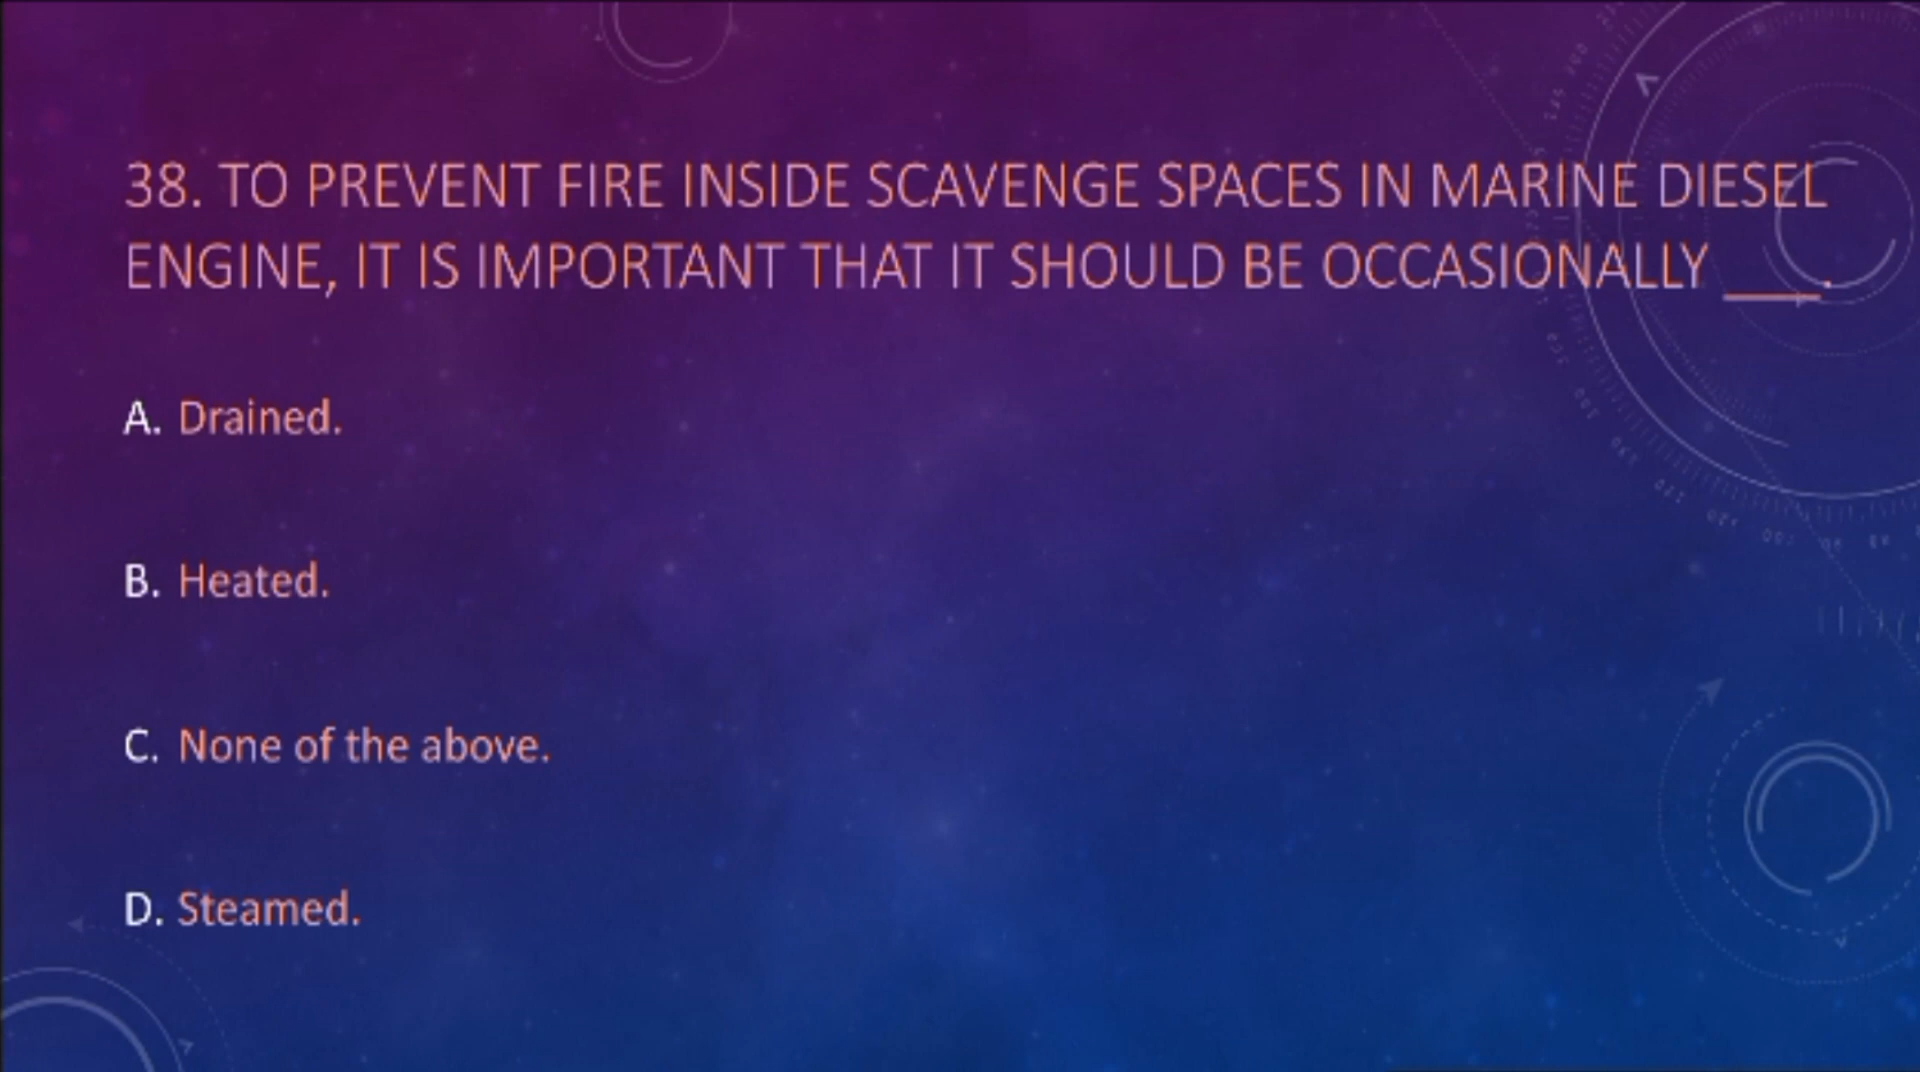 38. TO PREVENT FIRE INSIDE SCAVENGE SPACES IN MARINE DIESEL
ENGINE, IT IS IMPORTANT THAT IT SHOULD BE OCCASIONALLY ____.
A. Drained.
B. Heated.
C. None of the above.
D. Steamed.